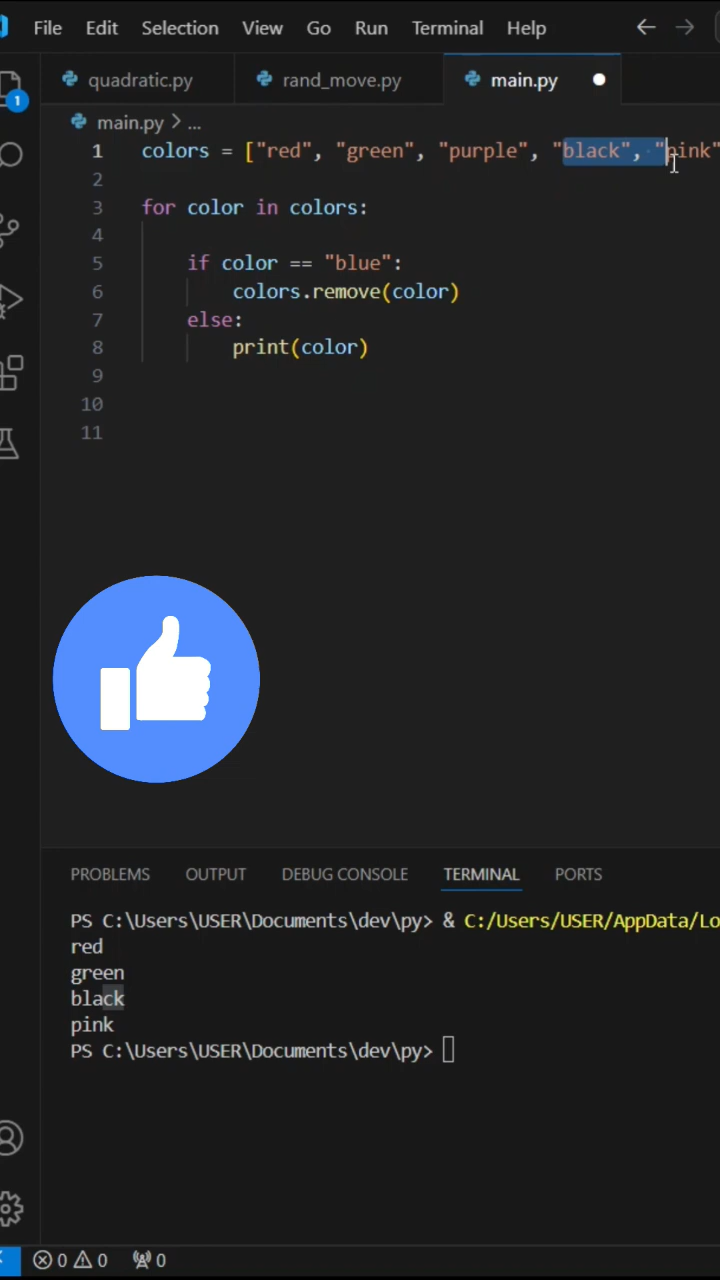 File Edit Selection View Go Run Terminal Help
quadratic.py rand_move.py main.py
1
main.py > ...
1 colors = ["red", "green", "purple", "black", "pink"
2
3 for color in colors:
4
5 if color == "blue":
6 colors.remove(color)
7 else:
8 print(color)
9
10
11
PROBLEMS OUTPUT DEBUG CONSOLE TERMINAL PORTS
PS C:\Users\USER\Documents\dev\py> & C:/Users/USER/AppData/Lo
red
green
black
pink
PS C:\Users\USER\Documents\dev\py>
0 0 0